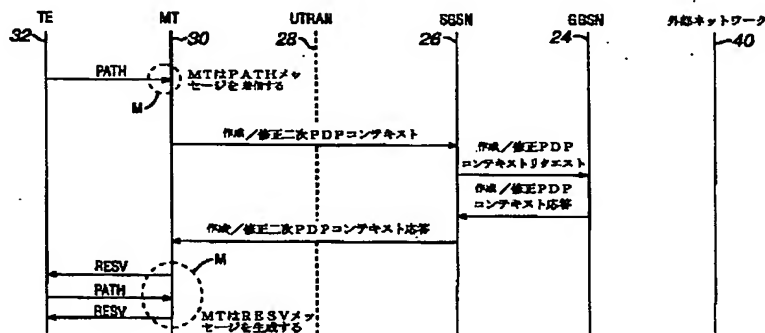 TE MT UTRAN SGSN GGSN 外部ネットワーク
32 30 28 26 24 40
PATH
MTはPATHメッ
セージを差信する
M
作成/修正二次PDPコンテキスト
作成/修正PDP
コンテキストリクエスト
作成/修正PDP
コンテキスト応答
作成/修正二次PDPコンテキスト応答
RESV
M
PATH
RESV
MTはRESVメッ
セージを生成する